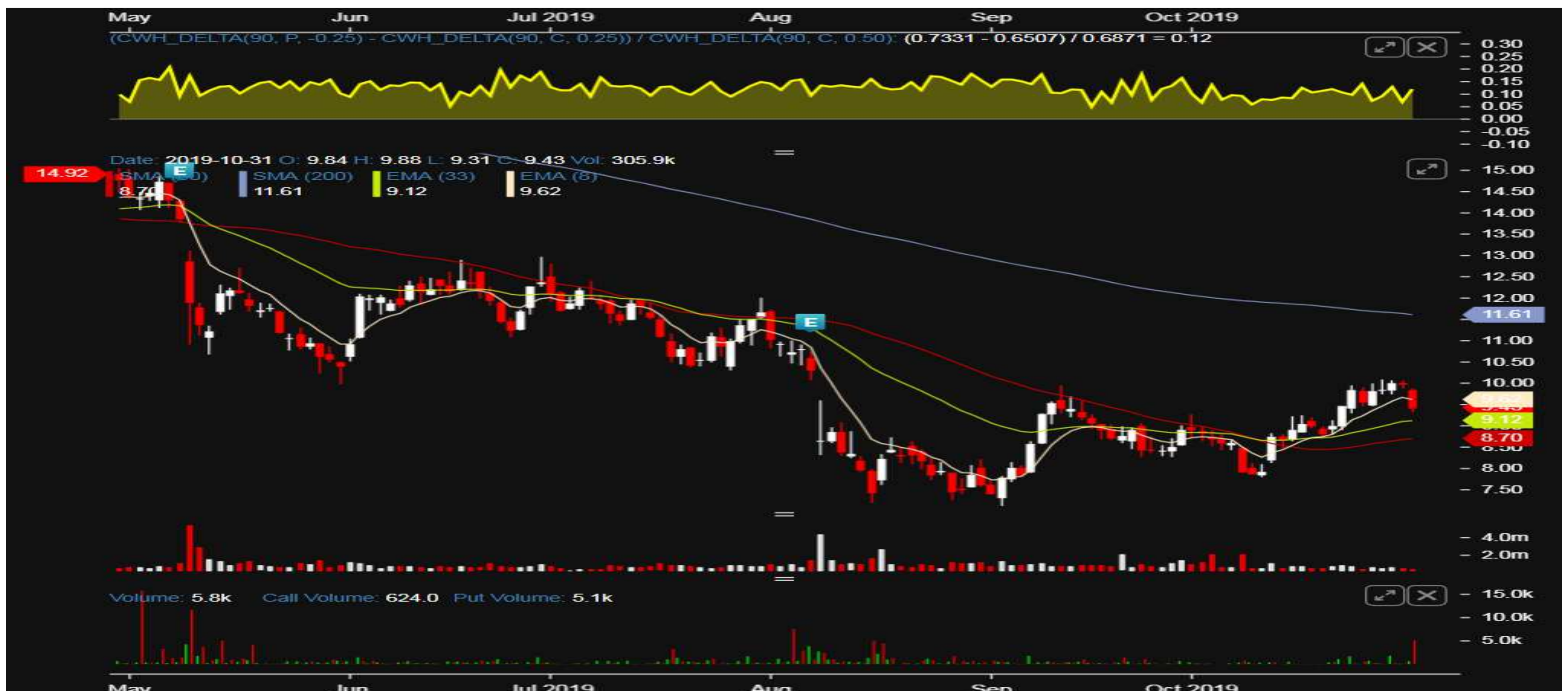 May Jun Jul 2019 Aug Sep Oct 2019
(CWH_DELTA(90, P, -0.25) - CWH_DELTA(90, C, 0.25)) / CWH_DELTA(90, C, 0.50): (0.7331 - 0.6507) / 0.6871 = 0.12
0.30
0.25
0.20
0.15
0.10
0.05
0.00
-0.05
-0.10
Date: 2019-10-31 O: 9.84 H: 9.88 L: 9.31 C: 9.43 Vol: 305.9k
E
SMA SMA (200) EMA (33) EMA (8)
8.70 11.61 9.12 9.62
14.92
15.00
14.50
14.00
13.50
13.00
12.50
12.00
11.61
E
11.00
10.50
10.00
9.62
9.43
9.12
8.70
8.00
7.50
4.0m
2.0m
Volume: 5.8k Call Volume: 624.0 Put Volume: 5.1k
15.0k
10.0k
5.0k
May Jun Jul 2019 Aug Sep Oct 2019